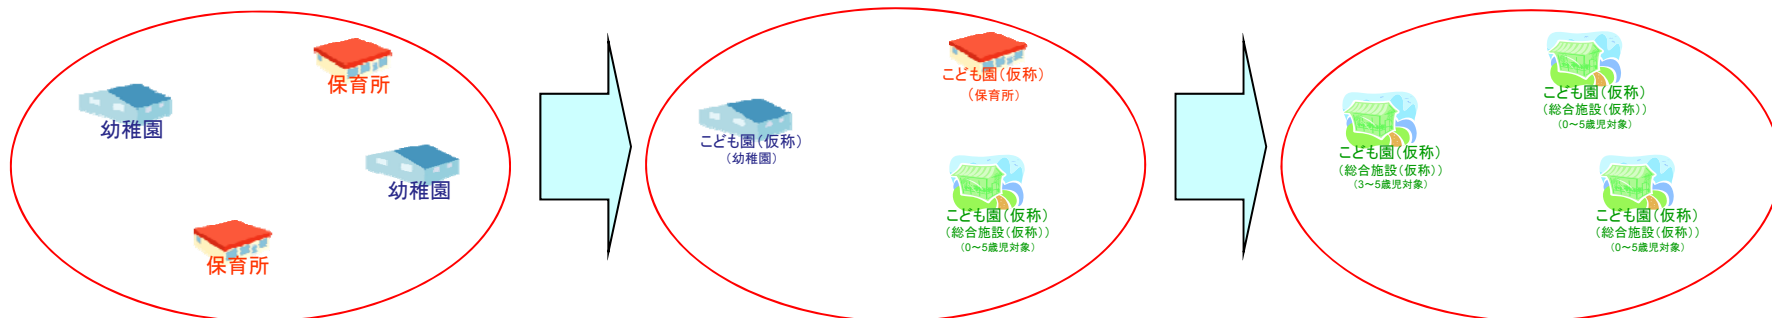 保育所
幼稚園
幼稚園
保育所
こども園(仮称)
(保育所)
こども園(仮称)
(幼稚園)
こども園(仮称)
(総合施設(仮称))
(0~5歳児対象)
こども園(仮称)
(総合施設(仮称))
(0~5歳児対象)
こども園(仮称)
(総合施設(仮称))
(3~5歳児対象)
こども園(仮称)
(総合施設(仮称))
(0~5歳児対象)